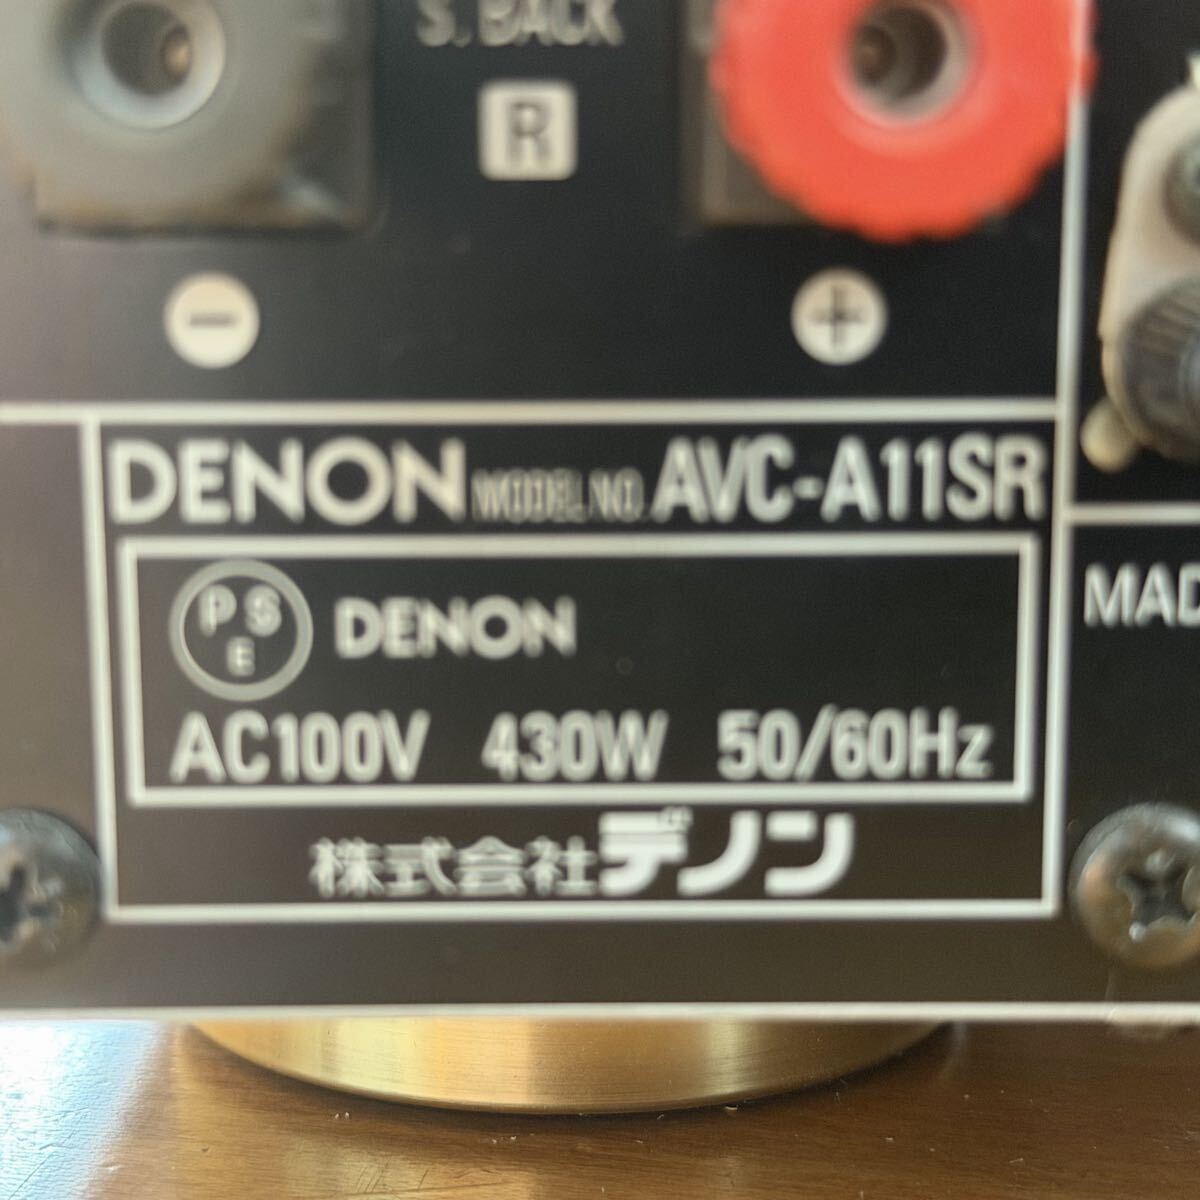 S. BACK
R
DENON MODEL NO. AVC-A11SR
PSE DENON
AC100V 430W 50/60Hz
株式会社デノン
MAD